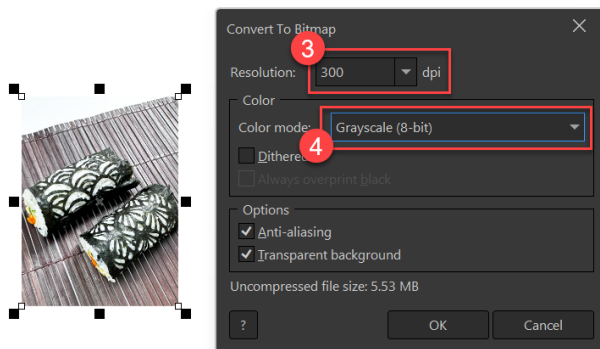 Convert To Bitmap
3
Resolution: 300 dpi
Color
Color mode: Grayscale (8-bit)
4
Dithered
Always overprint black
Options
Anti-aliasing
Transparent background
Uncompressed file size: 5.53 MB
? OK Cancel